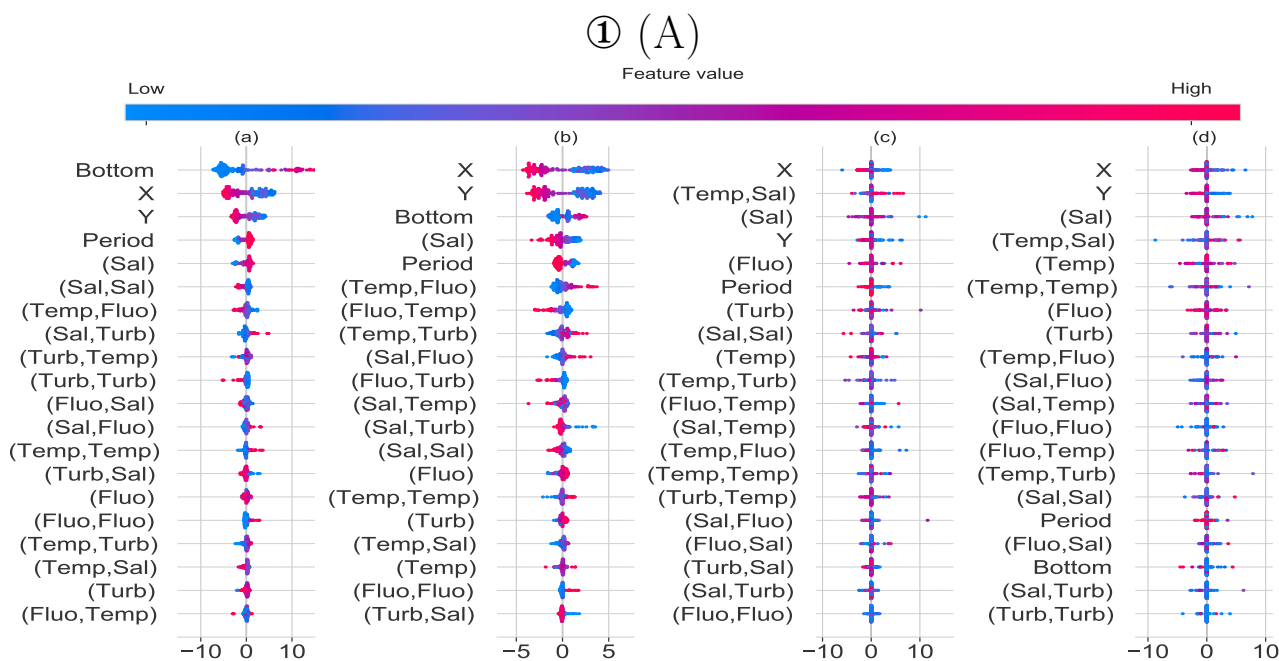 ① (A)
Feature value
Low High
(a) (b) (c) (d)
Bottom
X
Y
Period
(Sal)
(Sal,Sal)
(Temp,Fluo)
(Sal,Turb)
(Turb,Temp)
(Turb,Turb)
(Fluo,Sal)
(Sal,Fluo)
(Temp,Temp)
(Turb,Sal)
(Fluo)
(Fluo,Fluo)
(Temp,Turb)
(Temp,Sal)
(Turb)
(Fluo,Temp)
−10 0 10
X
Y
Bottom
(Sal)
Period
(Temp,Fluo)
(Fluo,Temp)
(Temp,Turb)
(Sal,Fluo)
(Fluo,Turb)
(Sal,Temp)
(Sal,Turb)
(Sal,Sal)
(Fluo)
(Temp,Temp)
(Turb)
(Temp,Sal)
(Temp)
(Fluo,Fluo)
(Turb,Sal)
−5 0 5
X
(Temp,Sal)
(Sal)
Y
(Fluo)
Period
(Turb)
(Sal,Sal)
(Temp)
(Temp,Turb)
(Fluo,Temp)
(Sal,Temp)
(Temp,Fluo)
(Temp,Temp)
(Turb,Temp)
(Sal,Fluo)
(Fluo,Sal)
(Turb,Sal)
(Sal,Turb)
(Fluo,Fluo)
−10 0 10
X
Y
(Sal)
(Temp,Sal)
(Temp)
(Temp,Temp)
(Fluo)
(Turb)
(Temp,Fluo)
(Sal,Fluo)
(Sal,Temp)
(Fluo,Fluo)
(Fluo,Temp)
(Temp,Turb)
(Sal,Sal)
Period
(Fluo,Sal)
Bottom
(Sal,Turb)
(Turb,Turb)
−10 0 10